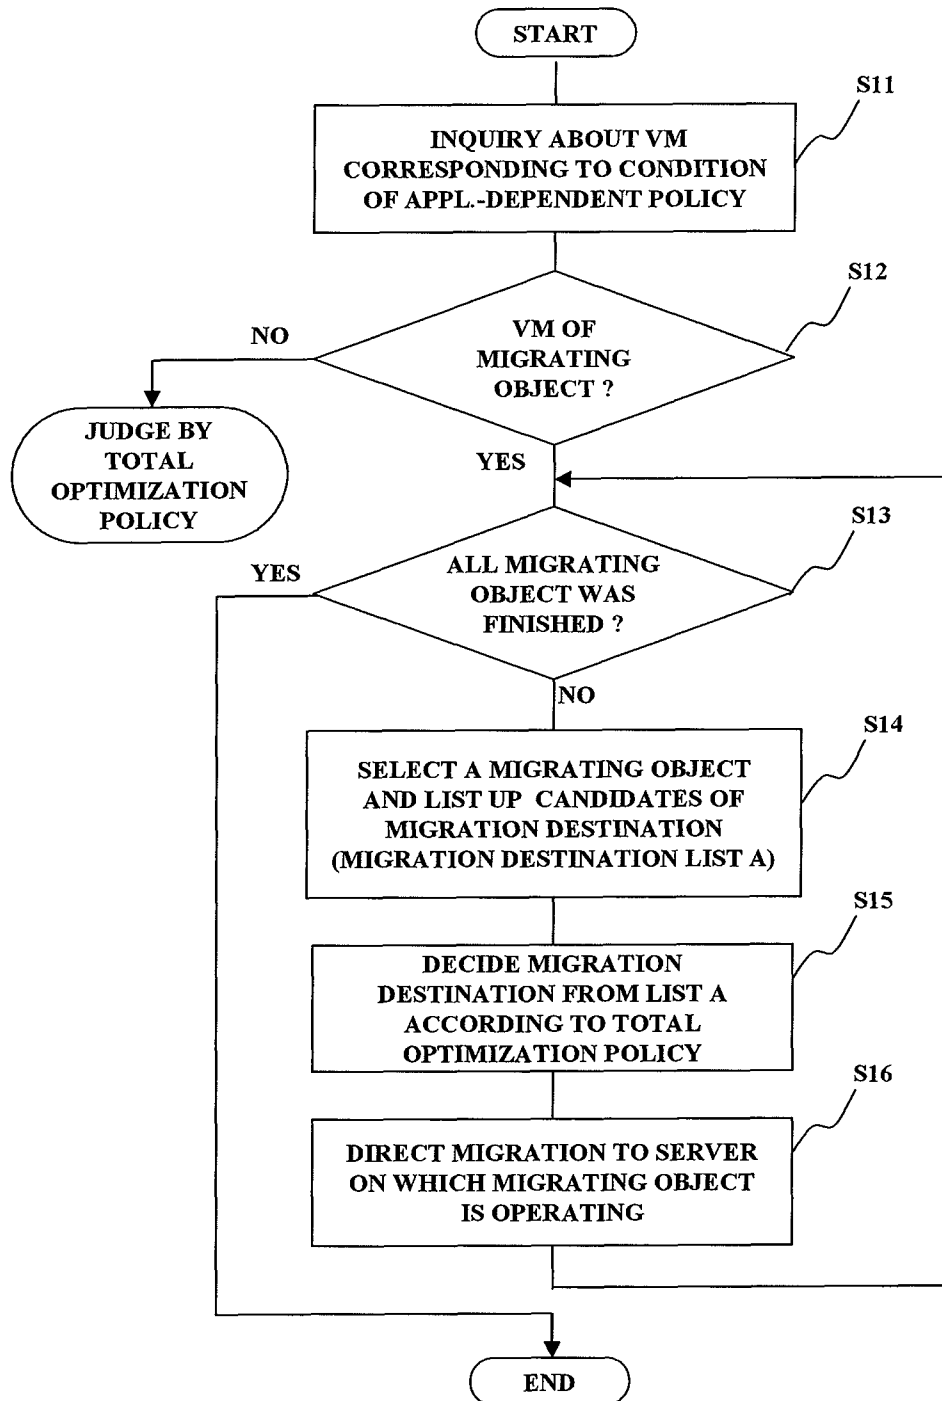 START
S11
INQUIRY ABOUT VM
CORRESPONDING TO CONDITION
OF APPL.-DEPENDENT POLICY
S12
NO
VM OF
MIGRATING
OBJECT ?
JUDGE BY
TOTAL
OPTIMIZATION
POLICY
YES
S13
YES
ALL MIGRATING
OBJECT WAS
FINISHED ?
NO
S14
SELECT A MIGRATING OBJECT
AND LIST UP CANDIDATES OF
MIGRATION DESTINATION
(MIGRATION DESTINATION LIST A)
S15
DECIDE MIGRATION
DESTINATION FROM LIST A
ACCORDING TO TOTAL
OPTIMIZATION POLICY
S16
DIRECT MIGRATION TO SERVER
ON WHICH MIGRATING OBJECT
IS OPERATING
END